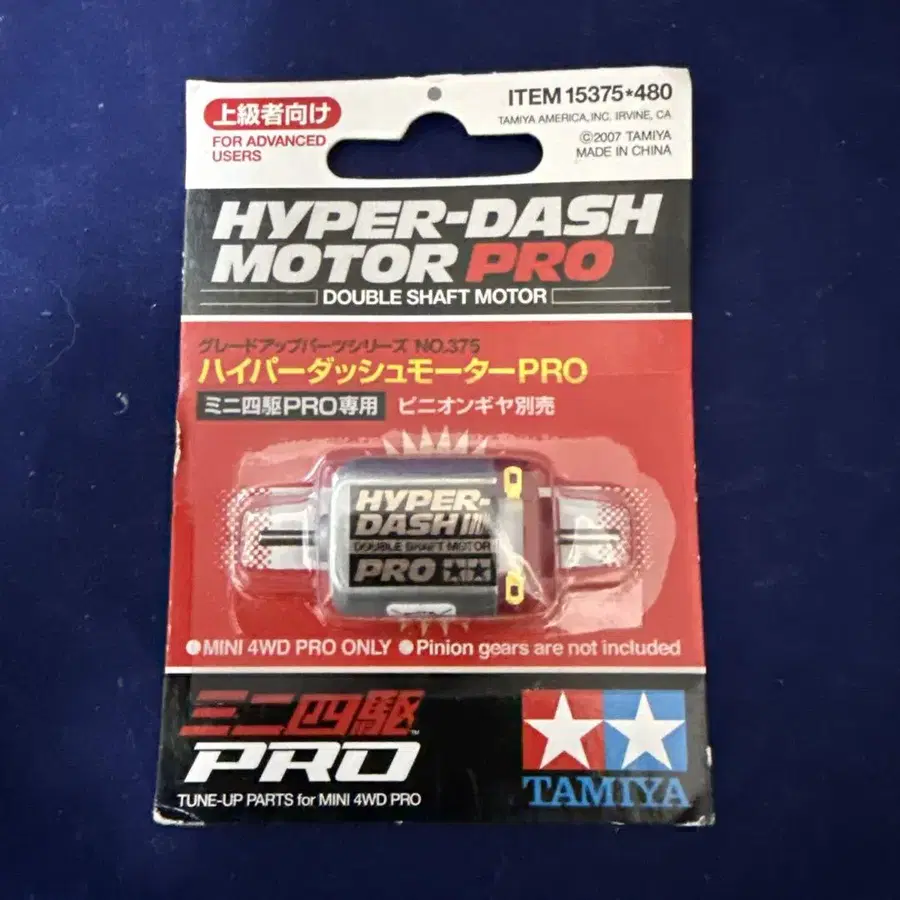 上級者向け
FOR ADVANCED
USERS
ITEM 15375★480
TAMIYA AMERICA, INC. IRVINE, CA
©2007 TAMIYA
MADE IN CHINA
HYPER-DASH
MOTOR PRO
DOUBLE SHAFT MOTOR
グレードアップパーツシリーズ NO.375
ハイパーダッシュモーターPRO
ミニ四駆PRO専用 ピニオンギヤ別売
HYPER-
DASH
DOUBLE SHAFT MOTOR
PRO
●MINI 4WD PRO ONLY ●Pinion gears are not included
ミニ四駆™
PRO
TUNE-UP PARTS for MINI 4WD PRO
TAMIYA